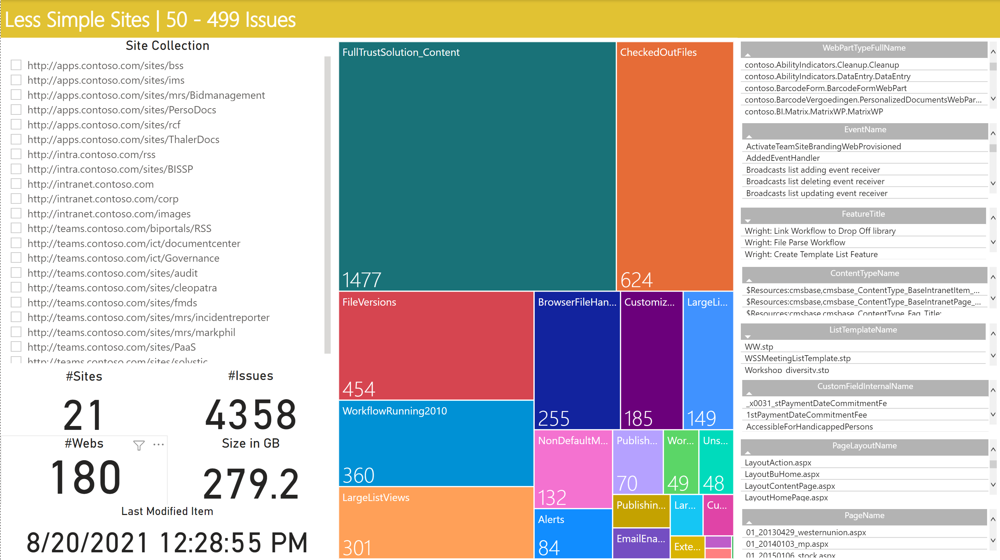 Less Simple Sites | 50 - 499 Issues
Site Collection
http://apps.contoso.com/sites/bss
http://apps.contoso.com/sites/ims
http://apps.contoso.com/sites/mrs/Bidmanagement
http://apps.contoso.com/sites/PersoDocs
http://apps.contoso.com/sites/rcf
http://apps.contoso.com/sites/ThalerDocs
http://intra.contoso.com/rss
http://intra.contoso.com/sites/BISSP
http://intranet.contoso.com
http://intranet.contoso.com/corp
http://intranet.contoso.com/images
http://teams.contoso.com/biportals/RSS
http://teams.contoso.com/ict/documentcenter
http://teams.contoso.com/ict/Governance
http://teams.contoso.com/sites/audit
http://teams.contoso.com/sites/cleopatra
http://teams.contoso.com/sites/fmds
http://teams.contoso.com/sites/mrs/incidentreporter
http://teams.contoso.com/sites/mrs/markphil
http://teams.contoso.com/sites/PaaS
http://teams.contoso.com/sites/solystic
#Sites
21
#Issues
4358
#Webs
180
Size in GB
279.2
Last Modified Item
8/20/2021 12:28:55 PM
FullTrustSolution_Content
1477
CheckedOutFiles
624
FileVersions
454
WorkflowRunning2010
360
LargeListViews
301
BrowserFileHan...
255
Customiz...
185
LargeLi...
149
NonDefaultM...
132
Alerts
84
Publish...
70
Wor...
49
Uns...
48
Publishin...
EmailEna...
Lar...
Cu...
Exte...
WebPartTypeFullName
contoso.AbilityIndicators.Cleanup.Cleanup
contoso.AbilityIndicators.DataEntry.DataEntry
contoso.BarcodeForm.BarcodeFormWebPart
contoso.BarcodeVergoedingen.PersonalizedDocumentsWebPar...
contoso.BI.Matrix.MatrixWP.MatrixWP
EventName
ActivateTeamSiteBrandingWebProvisioned
AddedEventHandler
Broadcasts list adding event receiver
Broadcasts list deleting event receiver
Broadcasts list updating event receiver
FeatureTitle
Wright: Link Workflow to Drop Off library
Wright: File Parse Workflow
Wright: Create Template List Feature
ContentTypeName
$Resources:cmsbase,cmsbase_ContentType_BaseIntranetItem_...
$Resources:cmsbase,cmsbase_ContentType_BaseIntranetPage_...
$Resources:cmsbase,cmsbase_ContentType_Faq_Title;
ListTemplateName
WW.stp
WSSMeetingListTemplate.stp
Workshop_diversity.stp
CustomFieldInternalName
_x0031_stPaymentDateCommitmentFe
1stPaymentDateCommitmentFee
AccessibleForHandicappedPersons
PageLayoutName
LayoutAction.aspx
LayoutBuHome.aspx
LayoutContentPage.aspx
LayoutHomePage.aspx
PageName
01_20130429_westernunion.aspx
01_20140103_mp.aspx
01_20150106_stock.aspx